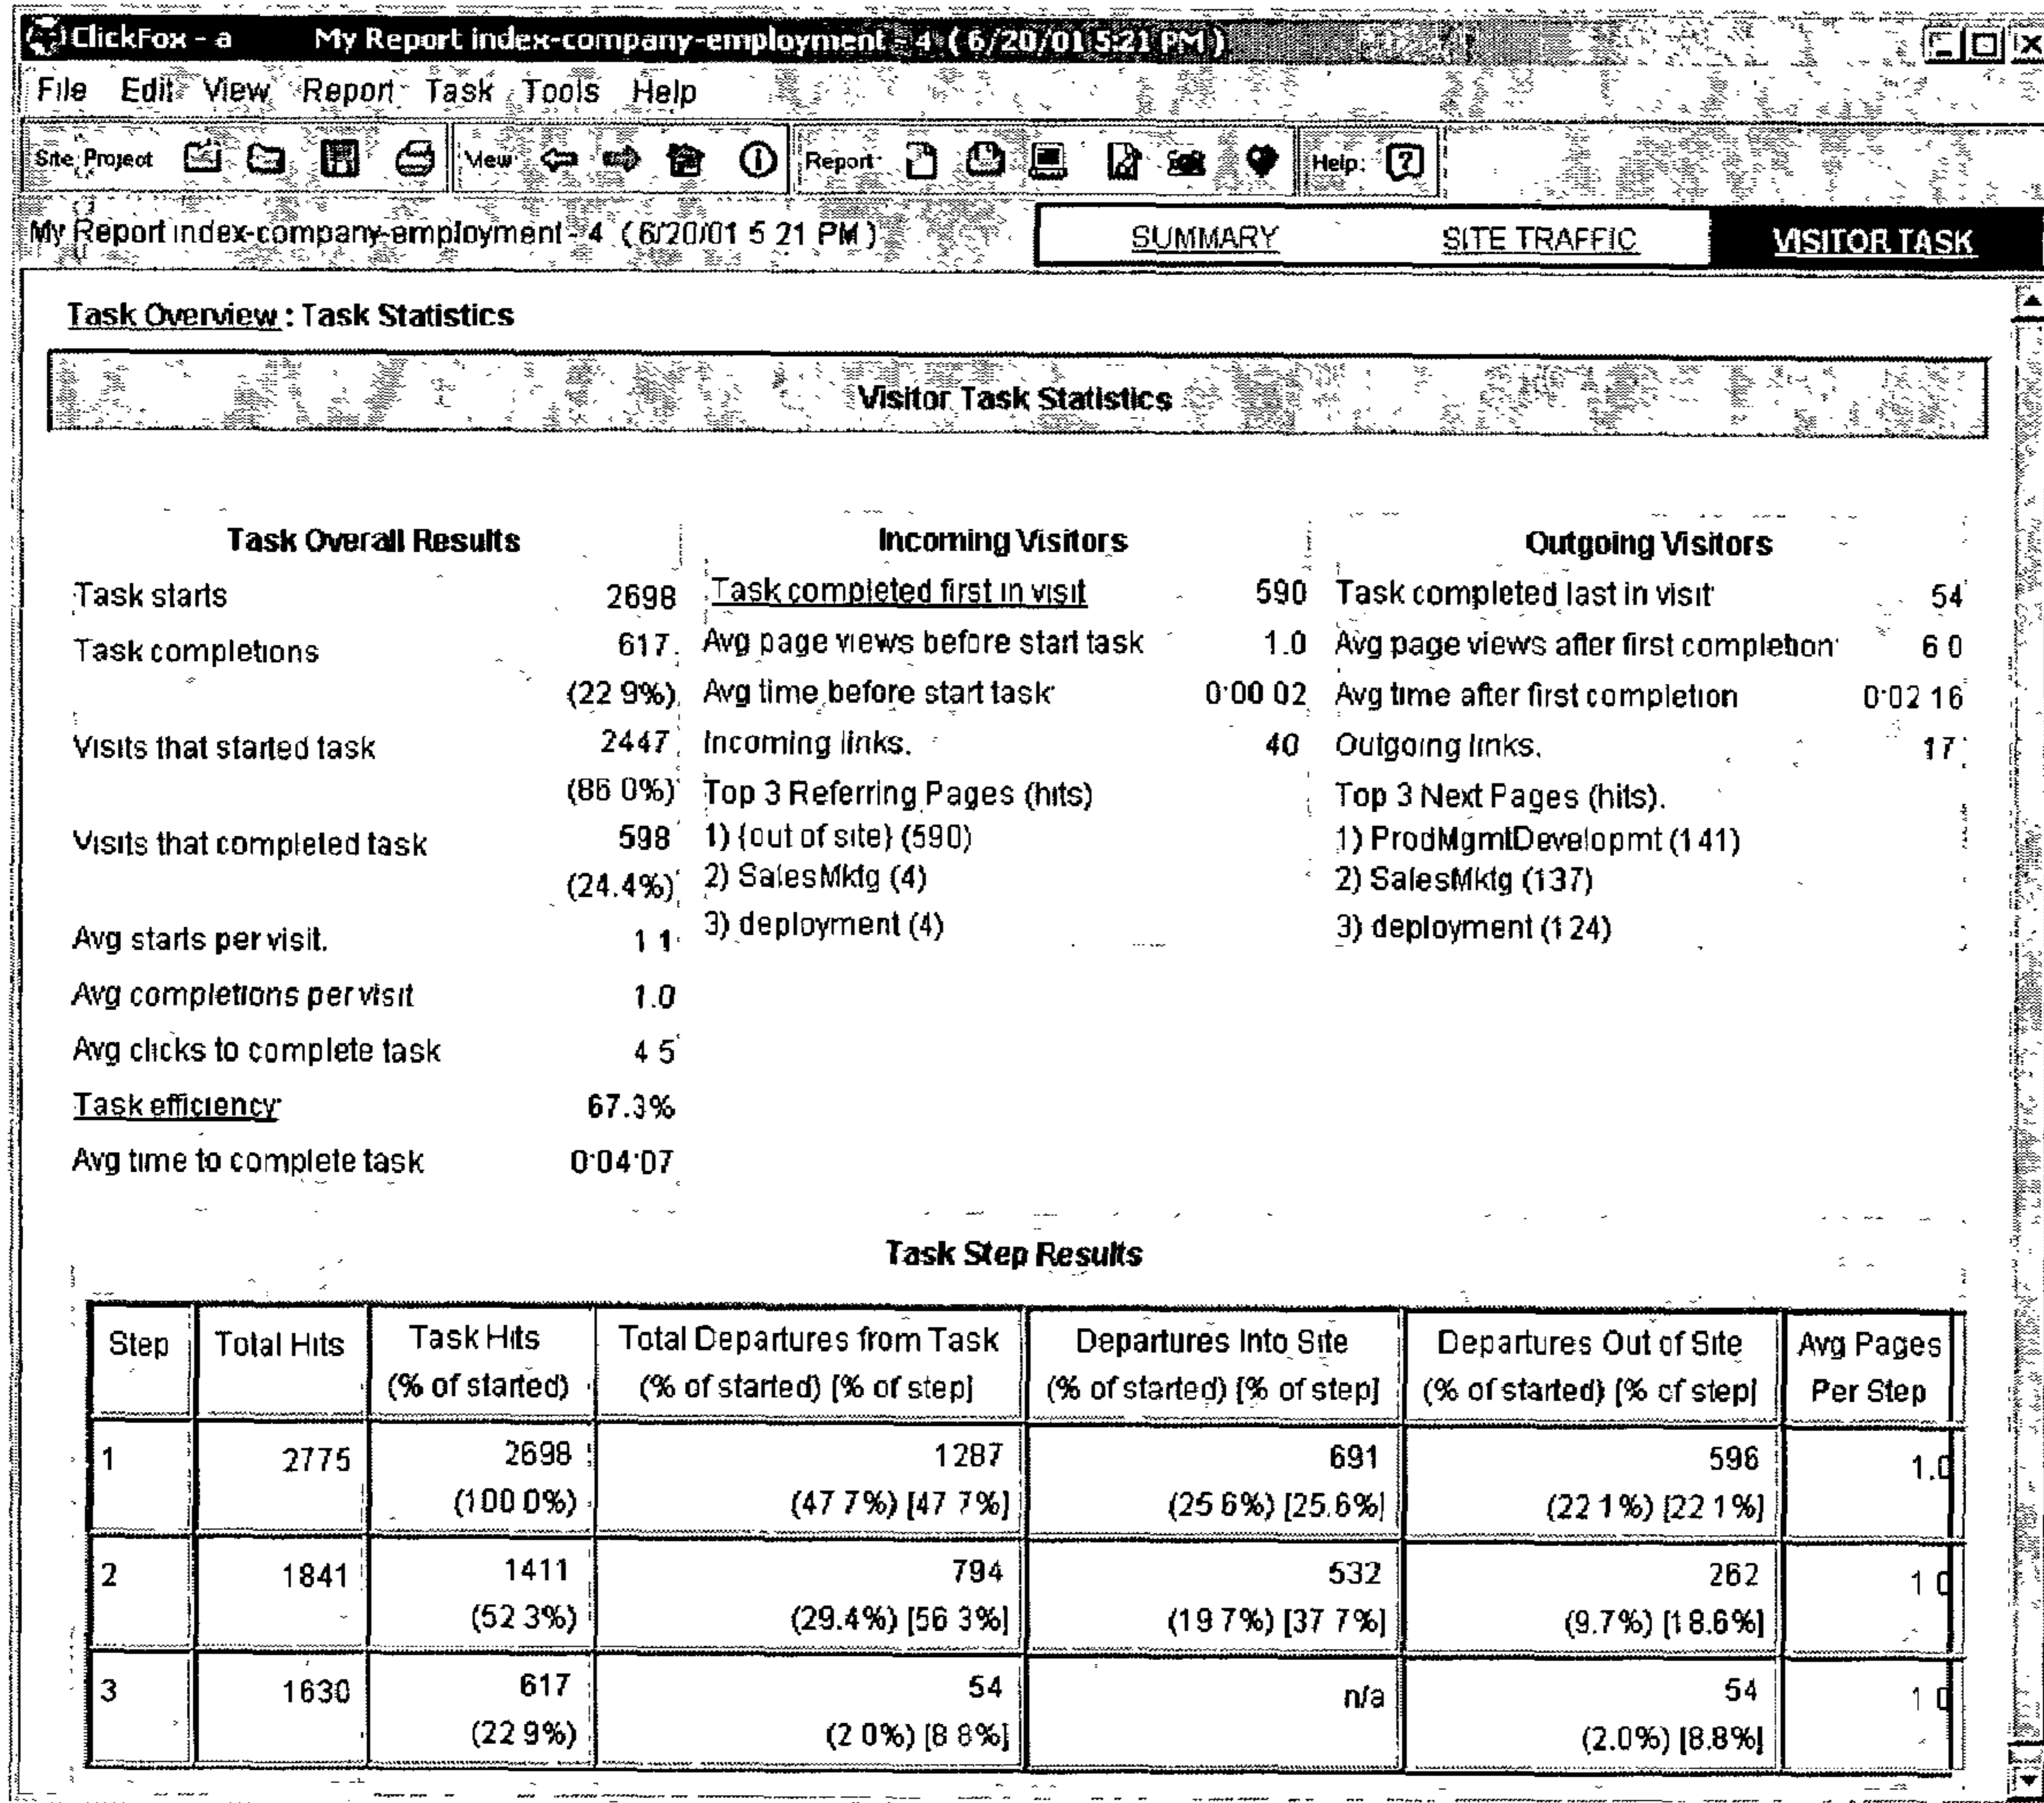 ClickFox - a My Report index-company-employment - 4 ( 6/20/01 5:21 PM )
File Edit View Report Task Tools Help
Site Project View Report Help:
My Report index-company-employment - 4 ( 6/20/01 5 21 PM ) SUMMARY SITE TRAFFIC VISITOR TASK
Task Overview : Task Statistics
Visitor Task Statistics
Task Overall Results
Task starts 2698
Task completions 617
(22 9%)
Visits that started task 2447
(86 0%)
Visits that completed task 598
(24.4%)
Avg starts per visit. 1 1
Avg completions per visit 1.0
Avg clicks to complete task 4 5
Task efficiency 67.3%
Avg time to complete task 0:04:07
Incoming Visitors
Task completed first in visit 590
Avg page views before start task 1.0
Avg time before start task 0:00 02
Incoming links. 40
Top 3 Referring Pages (hits)
1) {out of site} (590)
2) SalesMktg (4)
3) deployment (4)
Outgoing Visitors
Task completed last in visit 54
Avg page views after first completion 6 0
Avg time after first completion 0:02 16
Outgoing links. 17
Top 3 Next Pages (hits).
1) ProdMgmtDevelopmt (141)
2) SalesMktg (137)
3) deployment (124)
Task Step Results
Step Total Hits Task Hits Total Departures from Task Departures Into Site Departures Out of Site Avg Pages
(% of started) (% of started) [% of step] (% of started) [% of step] (% of started) [% of step] Per Step
1 2775 2698 1287 691 596 1.0
(100 0%) (47 7%) [47 7%] (25 6%) [25.6%] (22 1%) [22 1%]
2 1841 1411 794 532 262 1 0
(52 3%) (29.4%) [56 3%] (19 7%) [37 7%] (9.7%) [18.6%]
3 1630 617 54 n/a 54 1 0
(22 9%) (2 0%) [8 8%] (2.0%) [8.8%]